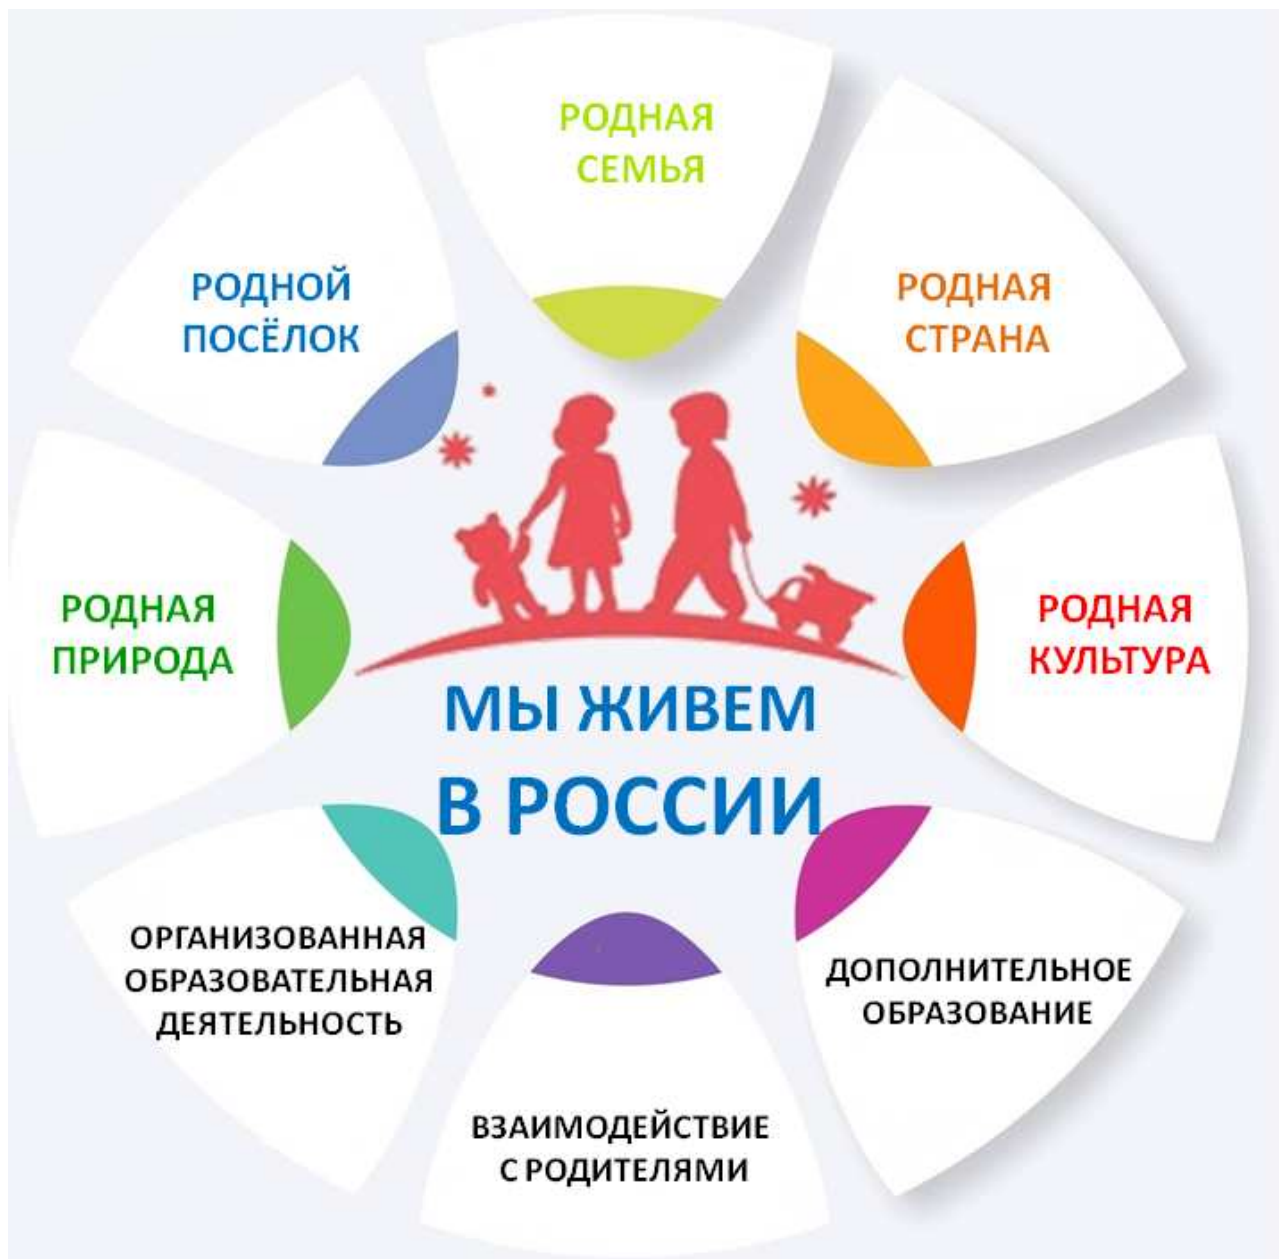 РОДНАЯ
СЕМЬЯ
РОДНОЙ
ПОСЁЛОК
РОДНАЯ
СТРАНА
РОДНАЯ
ПРИРОДА
РОДНАЯ
КУЛЬТУРА
МЫ ЖИВЕМ
В РОССИИ
ОРГАНИЗОВАННАЯ
ОБРАЗОВАТЕЛЬНАЯ
ДЕЯТЕЛЬНОСТЬ
ДОПОЛНИТЕЛЬНОЕ
ОБРАЗОВАНИЕ
ВЗАИМОДЕЙСТВИЕ
С РОДИТЕЛЯМИ